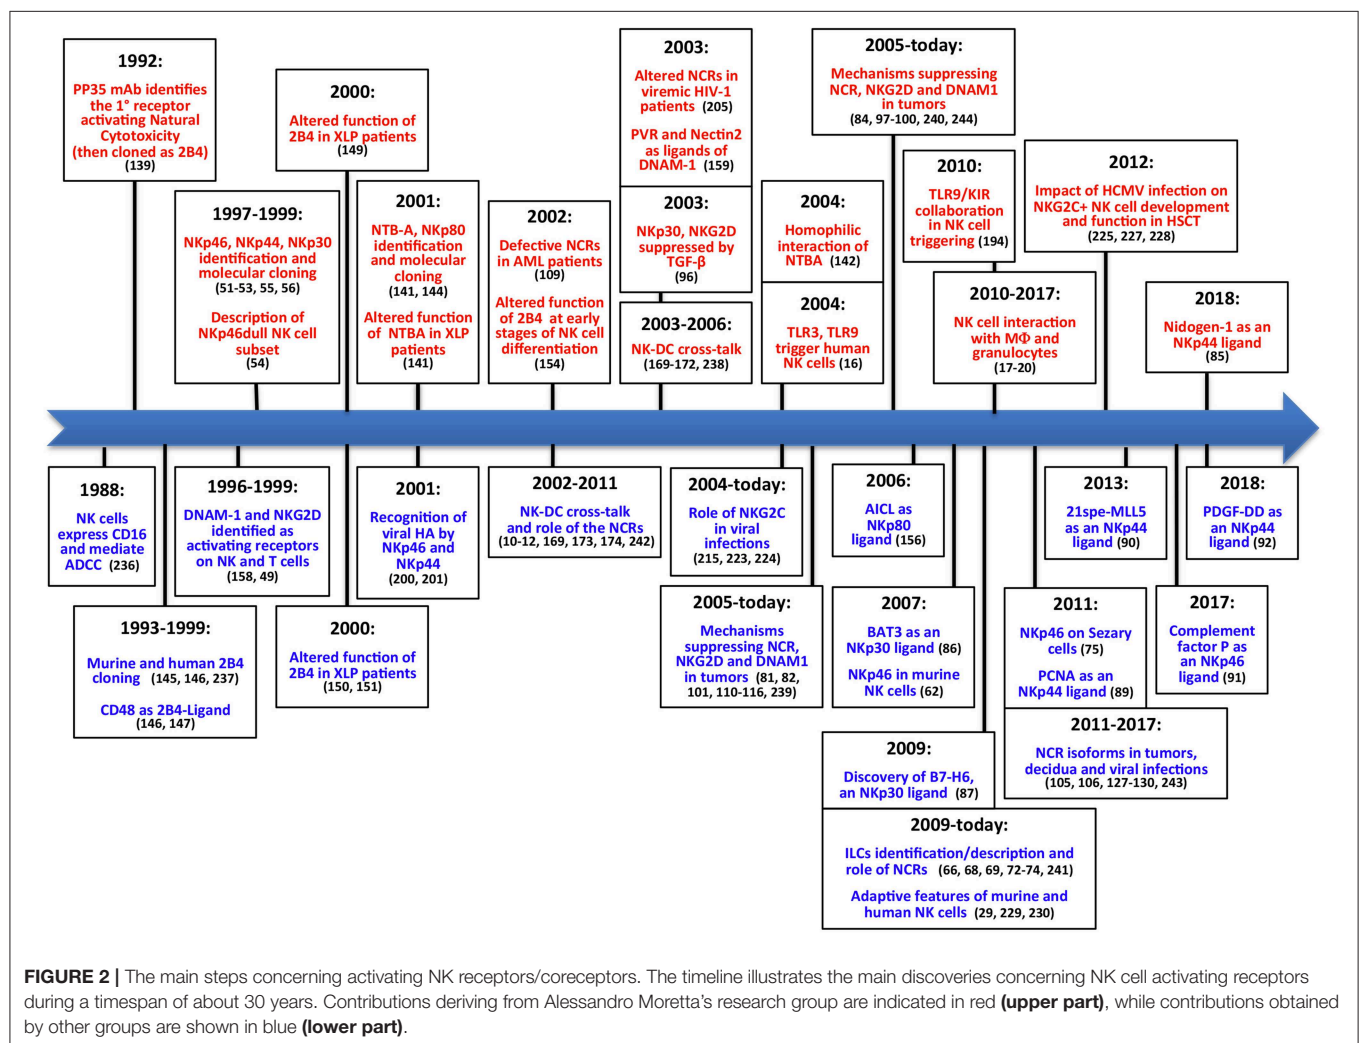 1992:
PP35 mAb identifies
the 1° receptor
activating Natural
Cytotoxicity
(then cloned as 2B4)
(139)
1997-1999:
NKp46, NKp44, NKp30
identification and
molecular cloning
(51-53, 55, 56)
Description of
NKp46dull NK cell
subset
(54)
2000:
Altered function of
2B4 in XLP patients
(149)
2001:
NTB-A, NKp80
identification
and molecular
cloning
(141, 144)
Altered function
of NTBA in XLP
patients
(141)
2002:
Defective NCRs
in AML patients
(109)
Altered function
of 2B4 at early
stages of NK cell
differentiation
(154)
2003:
Altered NCRs in
viremic HIV-1
patients (205)
PVR and Nectin2
as ligands of
DNAM-1 (159)
2003:
NKp30, NKG2D
suppressed by
TGF-β
(96)
2003-2006:
NK-DC cross-talk
(169-172, 238)
2004:
Homophilic
interaction of
NTBA (142)
2004:
TLR3, TLR9
trigger human
NK cells (16)
2005-today:
Mechanisms suppressing
NCR, NKG2D and DNAM1
in tumors
(84, 97-100, 240, 244)
2010:
TLR9/KIR
collaboration
in NK cell
triggering (194)
2010-2017:
NK cell interaction
with MΦ and
granulocytes
(17-20)
2012:
Impact of HCMV infection on
NKG2C+ NK cell development
and function in HSCT
(225, 227, 228)
2018:
Nidogen-1 as an
NKp44 ligand
(85)
1988:
NK cells
express CD16
and mediate
ADCC (236)
1993-1999:
Murine and human 2B4
cloning (145, 146, 237)
CD48 as 2B4-Ligand
(146, 147)
1996-1999:
DNAM-1 and NKG2D
identified as
activating receptors
on NK and T cells
(158, 49)
2000:
Altered function of
2B4 in XLP patients
(150, 151)
2001:
Recognition of
viral HA by
NKp46 and
NKp44
(200, 201)
2002-2011
NK-DC cross-talk
and role of the NCRs
(10-12, 169, 173, 174, 242)
2004-today:
Role of NKG2C
in viral
infections
(215, 223, 224)
2005-today:
Mechanisms
suppressing NCR,
NKG2D and DNAM1
in tumors (81, 82,
101, 110-116, 239)
2006:
AICL as
NKp80
ligand (156)
2007:
BAT3 as an
NKp30 ligand (86)
NKp46 in murine
NK cells (62)
2009:
Discovery of B7-H6,
an NKp30 ligand (87)
2009-today:
ILCs identification/description and
role of NCRs (66, 68, 69, 72-74, 241)
Adaptive features of murine and
human NK cells (29, 229, 230)
2011:
NKp46 on Sezary
cells (75)
PCNA as an
NKp44 ligand (89)
2011-2017:
NCR isoforms in tumors,
decidua and viral infections
(105, 106, 127-130, 243)
2013:
21spe-MLL5
as an NKp44
ligand (90)
2017:
Complement
factor P as
an NKp46
ligand (91)
2018:
PDGF-DD as
an NKp44
ligand (92)
FIGURE 2 | The main steps concerning activating NK receptors/coreceptors. The timeline illustrates the main discoveries concerning NK cell activating receptors
during a timespan of about 30 years. Contributions deriving from Alessandro Moretta's research group are indicated in red (upper part), while contributions obtained
by other groups are shown in blue (lower part).